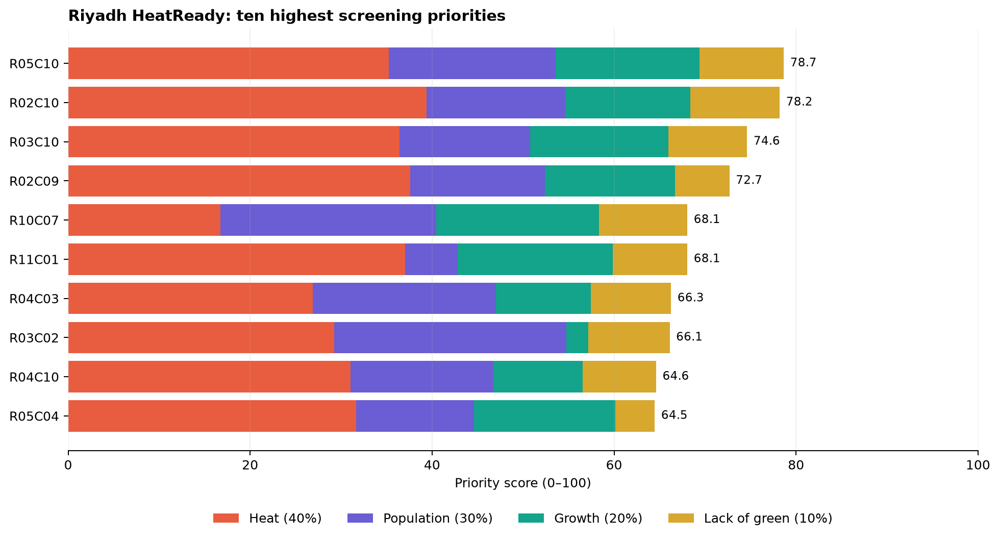 Riyadh HeatReady: ten highest screening priorities
R05C10 78.7
R02C10 78.2
R03C10 74.6
R02C09 72.7
R10C07 68.1
R11C01 68.1
R04C03 66.3
R03C02 66.1
R04C10 64.6
R05C04 64.5
0 20 40 60 80 100
Priority score (0–100)
Heat (40%) Population (30%) Growth (20%) Lack of green (10%)